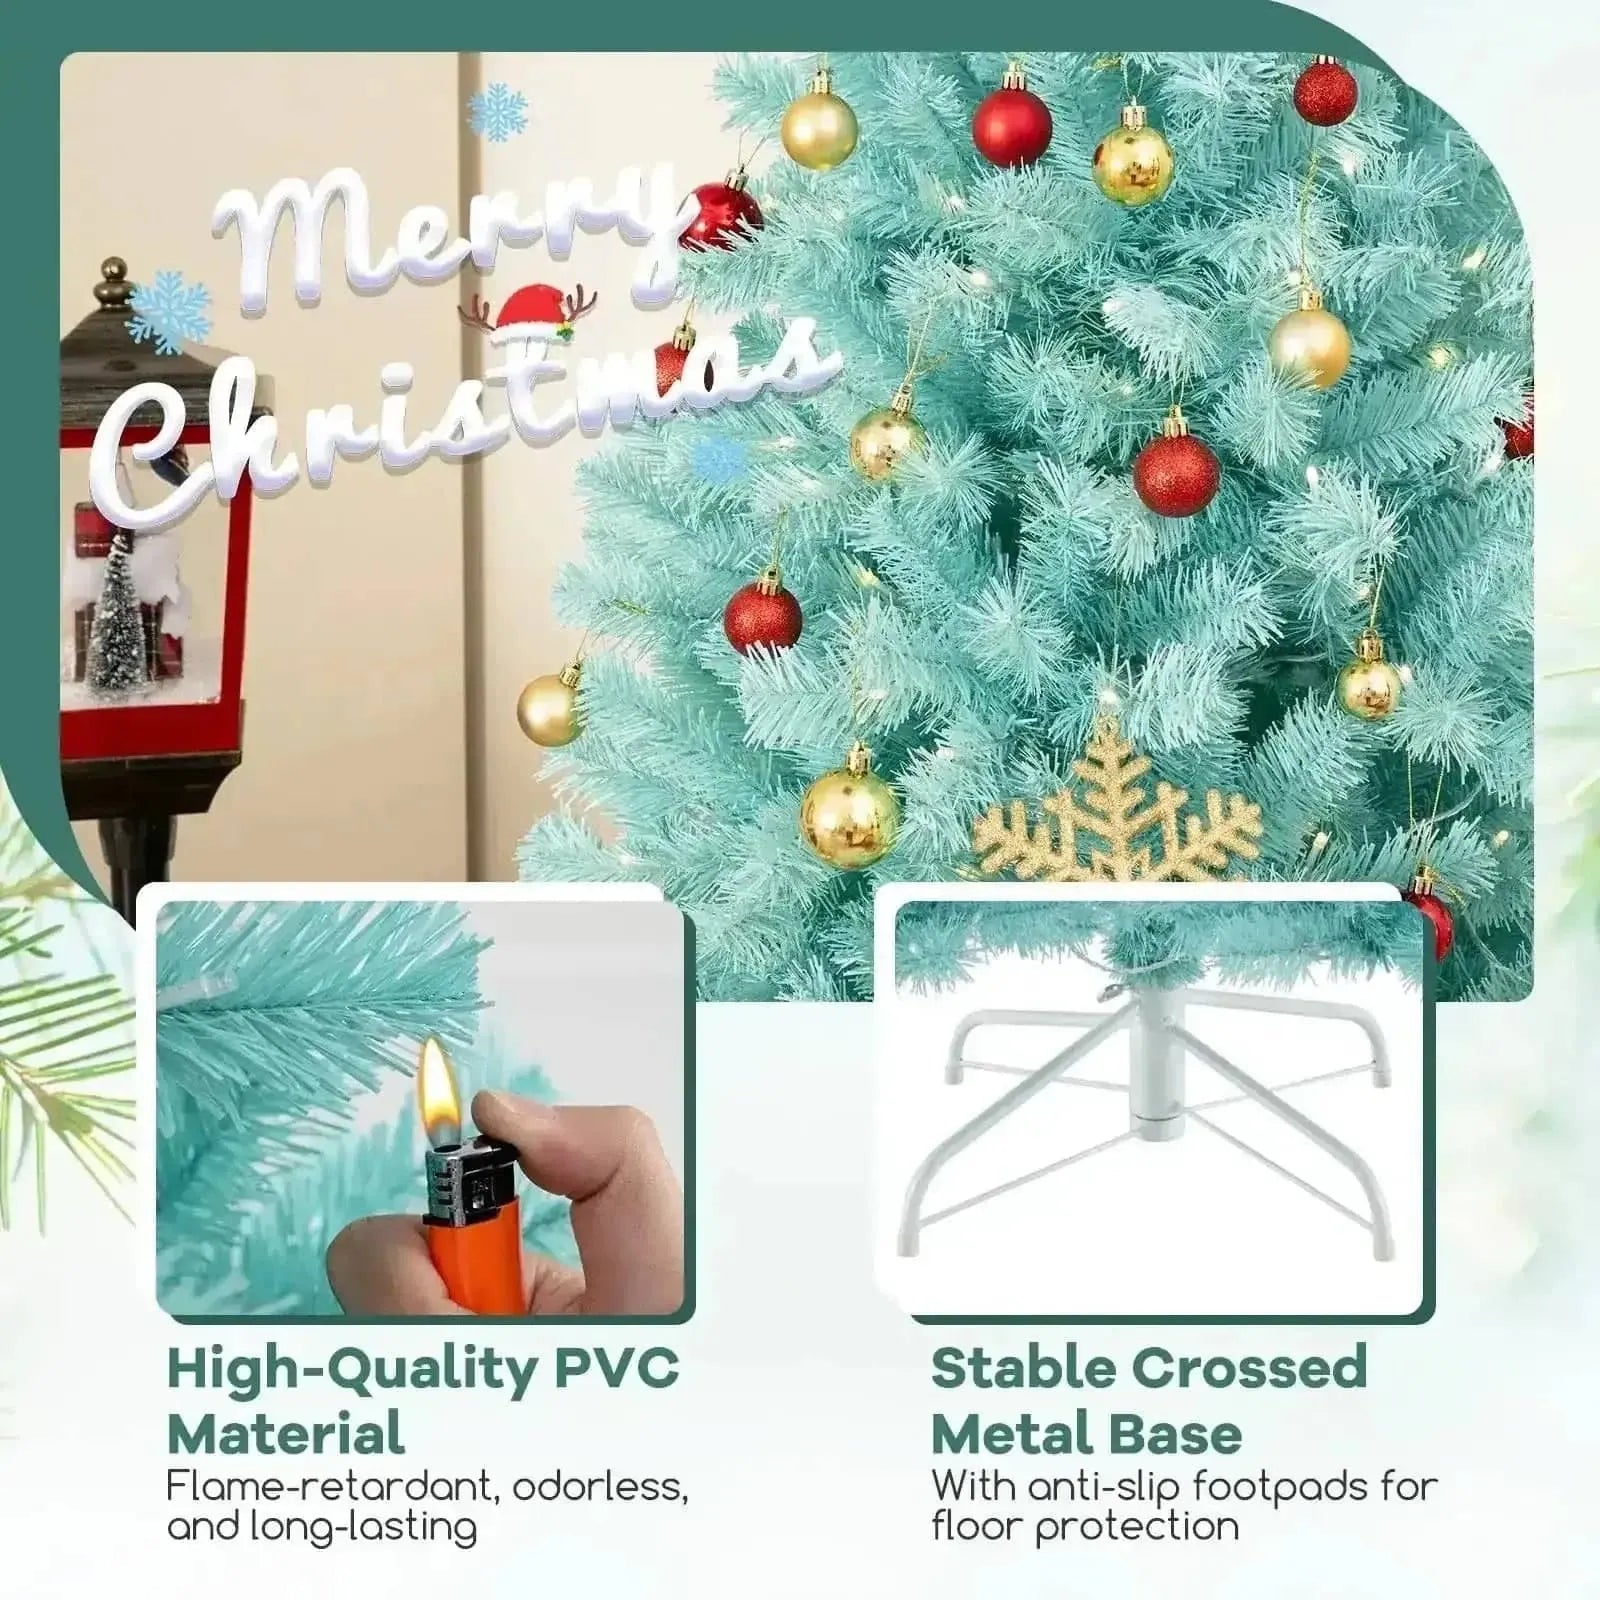 Merry
Christmas
High-Quality PVC
Material
Flame-retardant, odorless,
and long-lasting
Stable Crossed
Metal Base
With anti-slip footpads for
floor protection